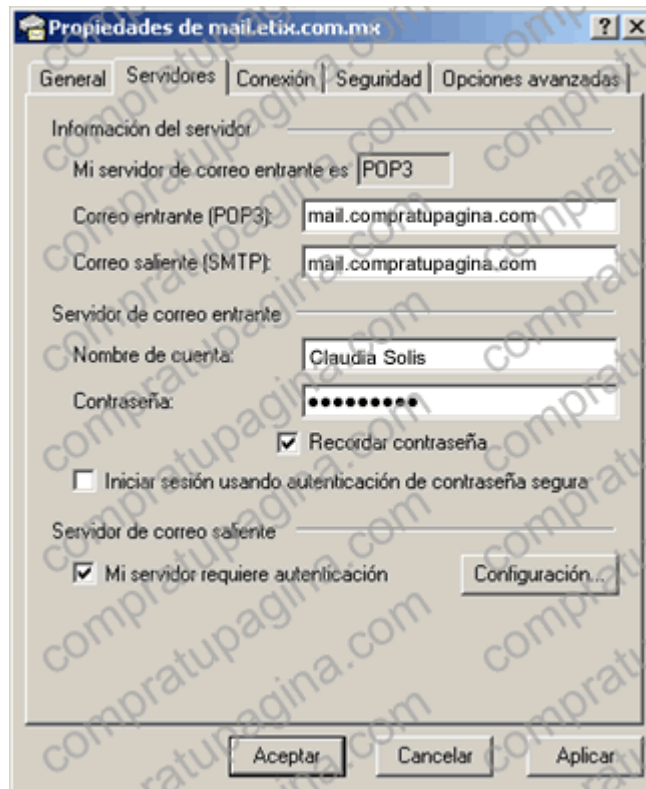 Propiedades de mail.etix.com.mx
General Servidores Conexión Seguridad Opciones avanzadas
Información del servidor
Mi servidor de correo entrante es POP3
Correo entrante (POP3): mail.compratupagina.com
Correo saliente (SMTP): mail.compratupagina.com
Servidor de correo entrante
Nombre de cuenta: Claudia Solis
Contraseña: ●●●●●●●●●
Recordar contraseña
Iniciar sesión usando autenticación de contraseña segura
Servidor de correo saliente
Mi servidor requiere autenticación Configuración...
Aceptar Cancelar Aplicar
compratupagina.com